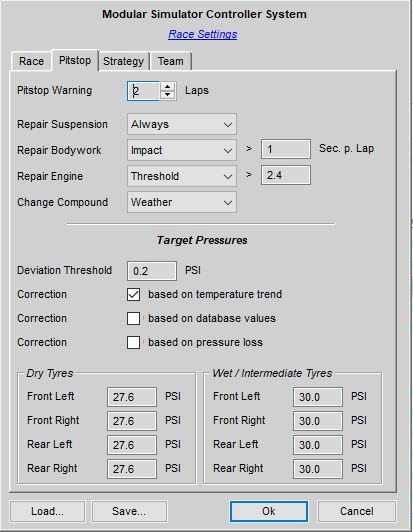 Modular Simulator Controller System
Race Settings
Race Pitstop Strategy Team
Pitstop Warning 2 Laps
Repair Suspension Always
Repair Bodywork Impact > 1 Sec. p. Lap
Repair Engine Threshold > 2.4
Change Compound Weather
Target Pressures
Deviation Threshold 0.2 PSI
Correction based on temperature trend
Correction based on database values
Correction based on pressure loss
Dry Tyres Wet / Intermediate Tyres
Front Left 27.6 PSI Front Left 30.0 PSI
Front Right 27.6 PSI Front Right 30.0 PSI
Rear Left 27.6 PSI Rear Left 30.0 PSI
Rear Right 27.6 PSI Rear Right 30.0 PSI
Load... Save... Ok Cancel